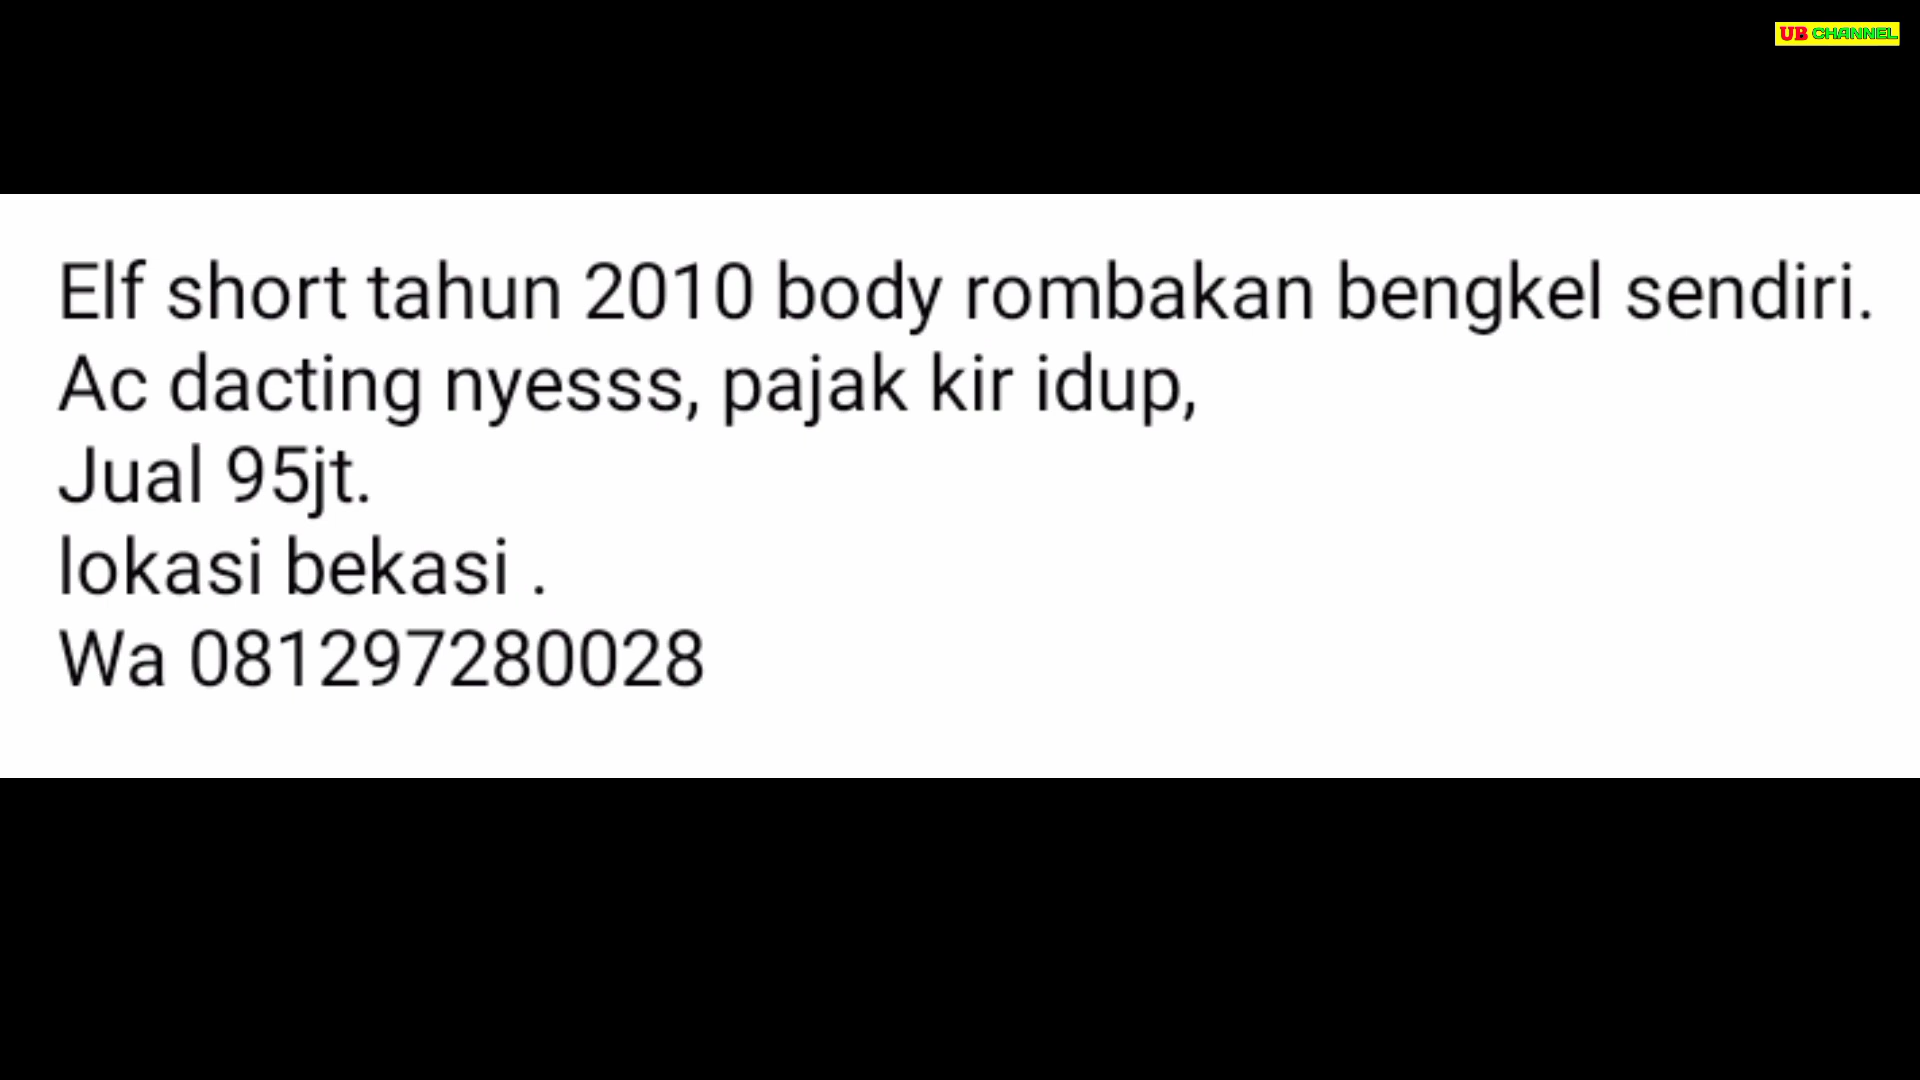 UB CHANNEL
Elf short tahun 2010 body rombakan bengkel sendiri.
Ac dacting nyesss, pajak kir idup,
Jual 95jt.
lokasi bekasi .
Wa 081297280028